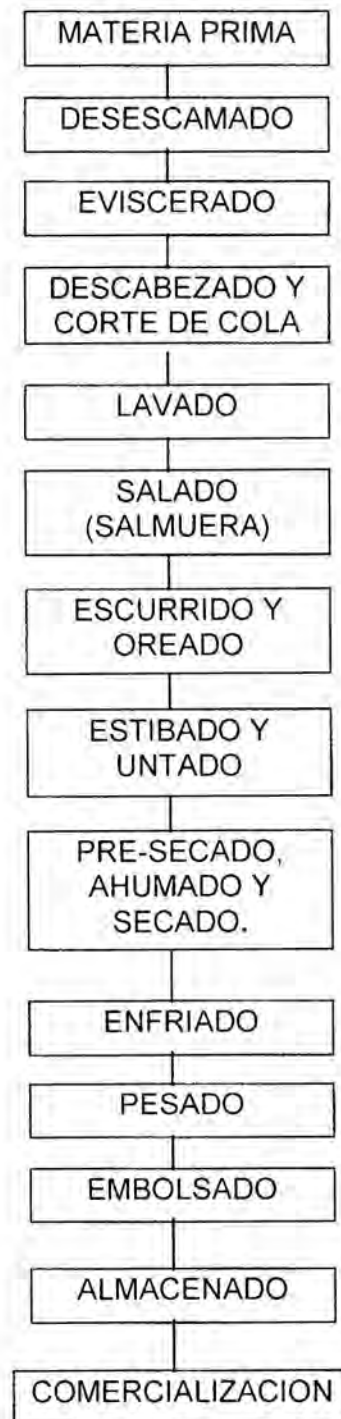 MATERIA PRIMA
DESESCAMADO
EVISCERADO
DESCABEZADO Y
CORTE DE COLA
LAVADO
SALADO
(SALMUERA)
ESCURRIDO Y
OREADO
ESTIBADO Y
UNTADO
PRE-SECADO,
AHUMADO Y
SECADO.
ENFRIADO
PESADO
EMBOLSADO
ALMACENADO
COMERCIALIZACION